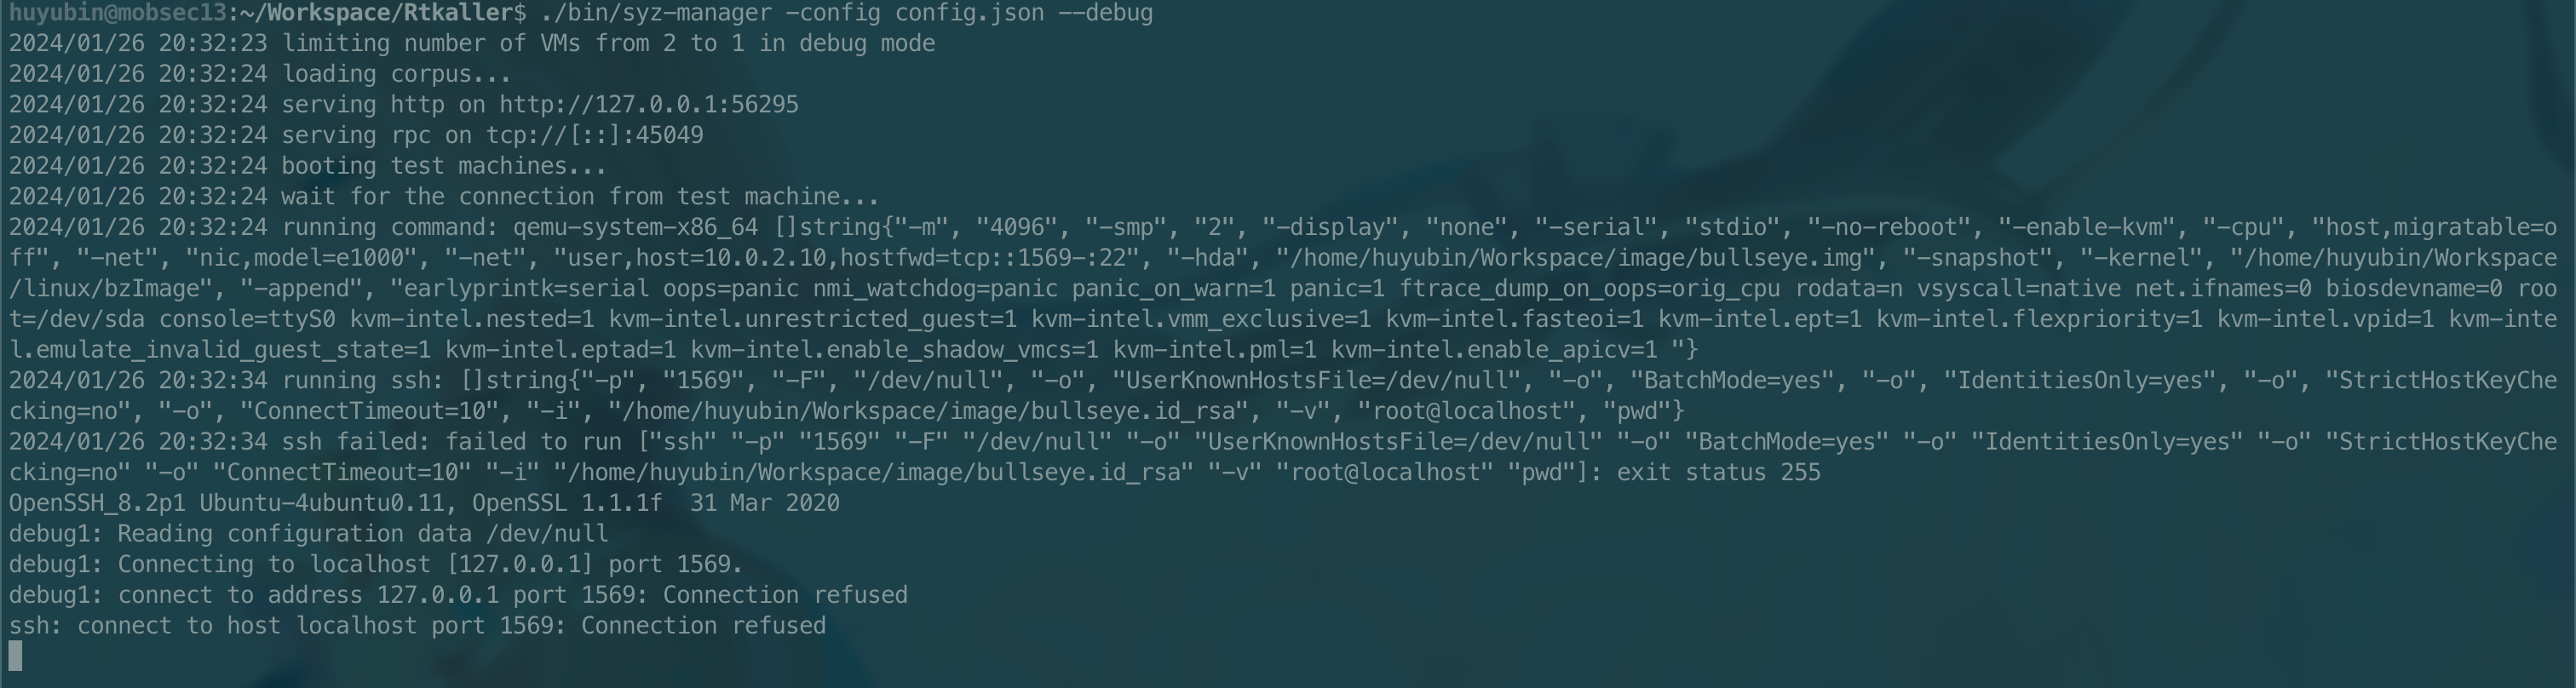 huyubin@mobsec13:~/Workspace/Rtkaller$ ./bin/syz-manager -config config.json --debug
2024/01/26 20:32:23 limiting number of VMs from 2 to 1 in debug mode
2024/01/26 20:32:24 loading corpus...
2024/01/26 20:32:24 serving http on http://127.0.0.1:56295
2024/01/26 20:32:24 serving rpc on tcp://[::]:45049
2024/01/26 20:32:24 booting test machines...
2024/01/26 20:32:24 wait for the connection from test machine...
2024/01/26 20:32:24 running command: qemu-system-x86_64 []string{"-m", "4096", "-smp", "2", "-display", "none", "-serial", "stdio", "-no-reboot", "-enable-kvm", "-cpu", "host,migratable=o
ff", "-net", "nic,model=e1000", "-net", "user,host=10.0.2.10,hostfwd=tcp::1569-:22", "-hda", "/home/huyubin/Workspace/image/bullseye.img", "-snapshot", "-kernel", "/home/huyubin/Workspace
/linux/bzImage", "-append", "earlyprintk=serial oops=panic nmi_watchdog=panic panic_on_warn=1 panic=1 ftrace_dump_on_oops=orig_cpu rodata=n vsyscall=native net.ifnames=0 biosdevname=0 roo
t=/dev/sda console=ttyS0 kvm-intel.nested=1 kvm-intel.unrestricted_guest=1 kvm-intel.vmm_exclusive=1 kvm-intel.fasteoi=1 kvm-intel.ept=1 kvm-intel.flexpriority=1 kvm-intel.vpid=1 kvm-inte
l.emulate_invalid_guest_state=1 kvm-intel.eptad=1 kvm-intel.enable_shadow_vmcs=1 kvm-intel.pml=1 kvm-intel.enable_apicv=1 "}
2024/01/26 20:32:34 running ssh: []string{"-p", "1569", "-F", "/dev/null", "-o", "UserKnownHostsFile=/dev/null", "-o", "BatchMode=yes", "-o", "IdentitiesOnly=yes", "-o", "StrictHostKeyChe
cking=no", "-o", "ConnectTimeout=10", "-i", "/home/huyubin/Workspace/image/bullseye.id_rsa", "-v", "root@localhost", "pwd"}
2024/01/26 20:32:34 ssh failed: failed to run ["ssh" "-p" "1569" "-F" "/dev/null" "-o" "UserKnownHostsFile=/dev/null" "-o" "BatchMode=yes" "-o" "IdentitiesOnly=yes" "-o" "StrictHostKeyChe
cking=no" "-o" "ConnectTimeout=10" "-i" "/home/huyubin/Workspace/image/bullseye.id_rsa" "-v" "root@localhost" "pwd"]: exit status 255
OpenSSH_8.2p1 Ubuntu-4ubuntu0.11, OpenSSL 1.1.1f  31 Mar 2020
debug1: Reading configuration data /dev/null
debug1: Connecting to localhost [127.0.0.1] port 1569.
debug1: connect to address 127.0.0.1 port 1569: Connection refused
ssh: connect to host localhost port 1569: Connection refused